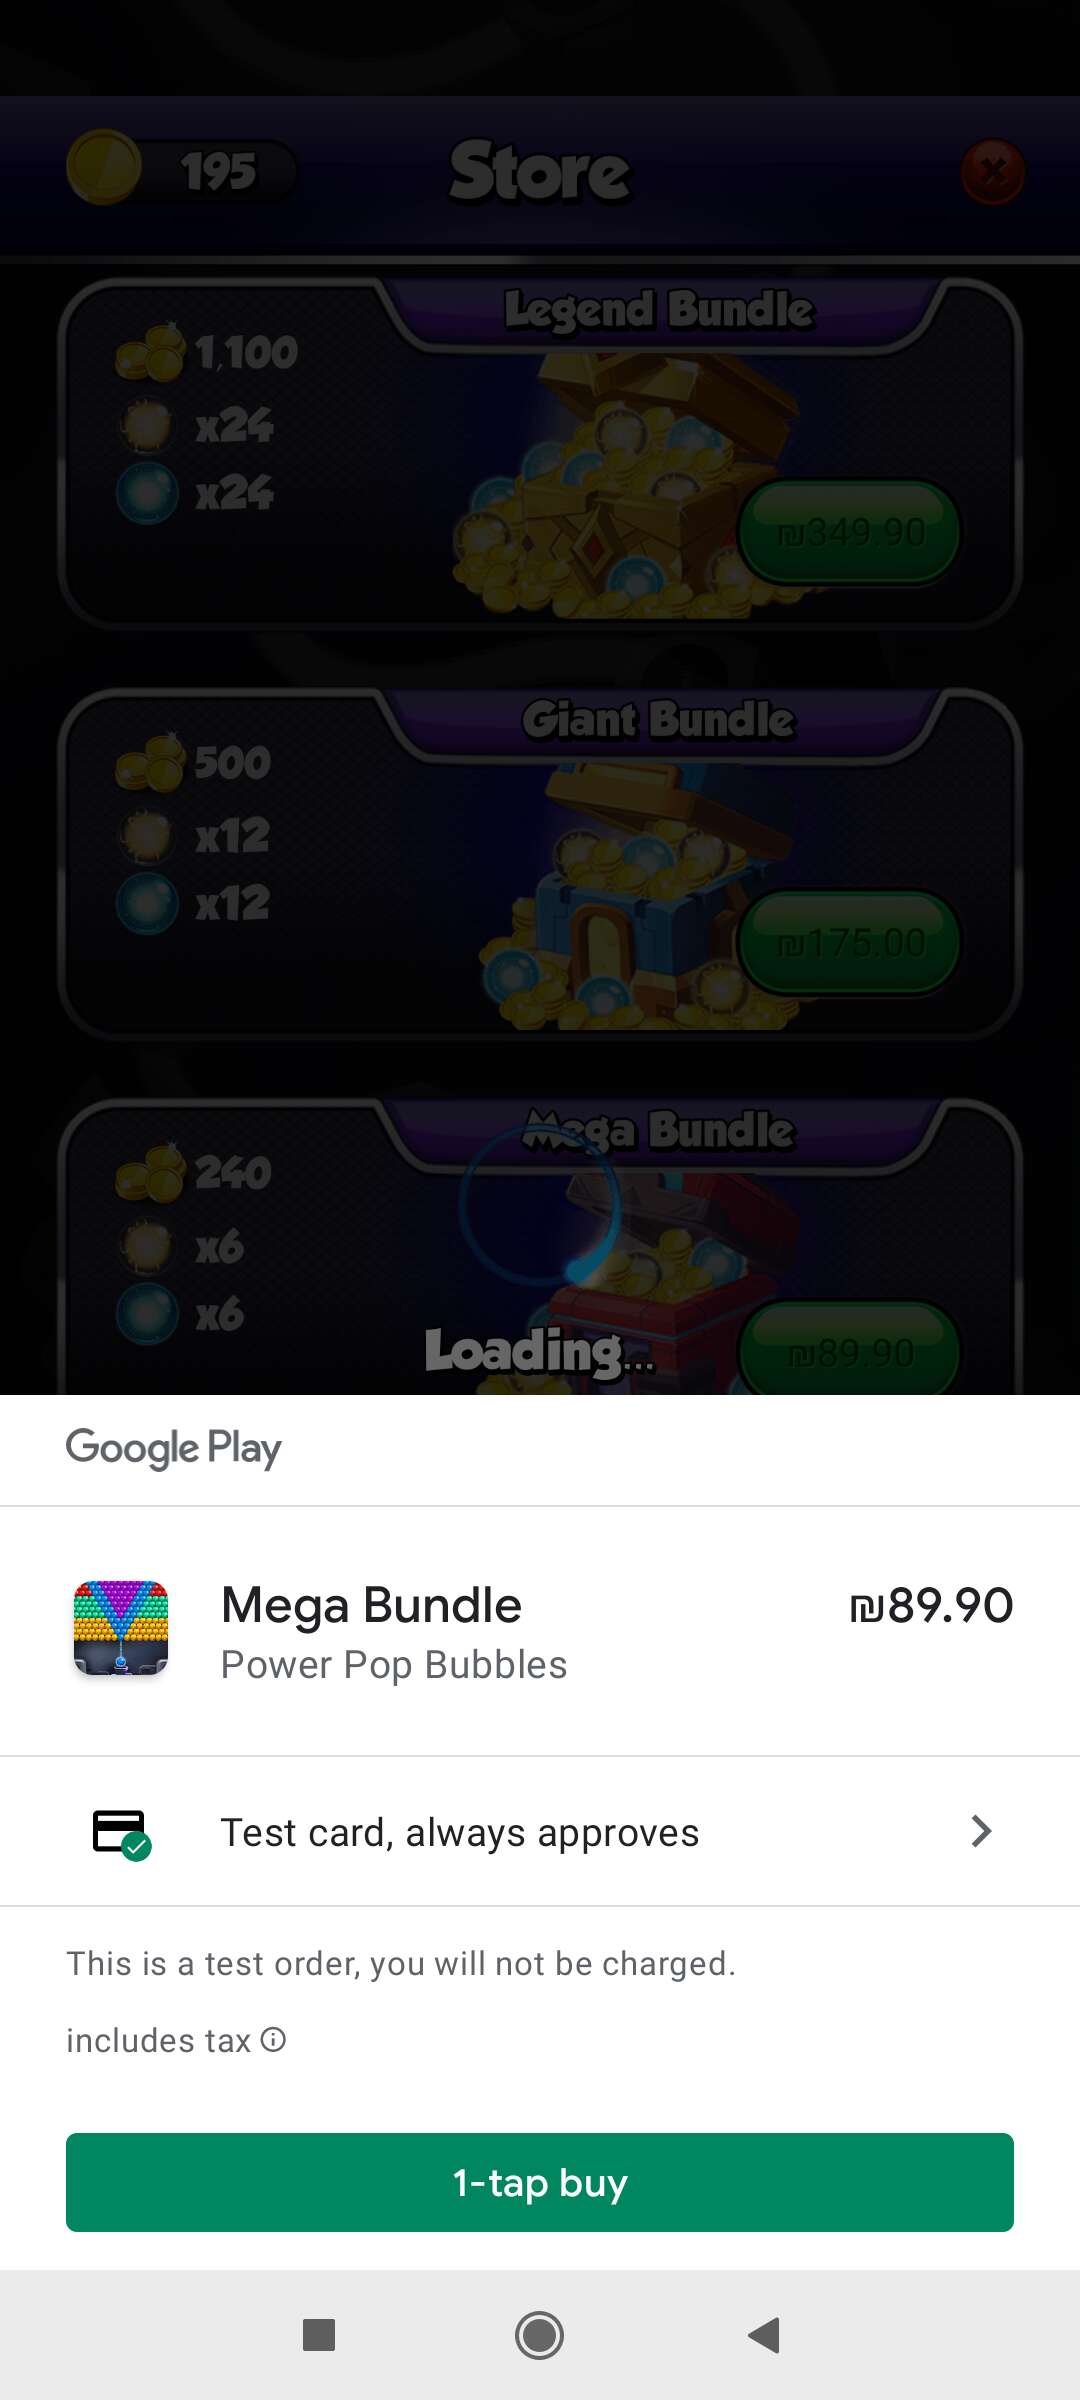 195
Store
Legend Bundle
1,100
x24
x24
₪349.90
Giant Bundle
500
x12
x12
₪175.00
Mega Bundle
240
x6
x6
₪89.90
Loading...
Google Play
Mega Bundle
₪89.90
Power Pop Bubbles
Test card, always approves
This is a test order, you will not be charged.
includes tax
1-tap buy